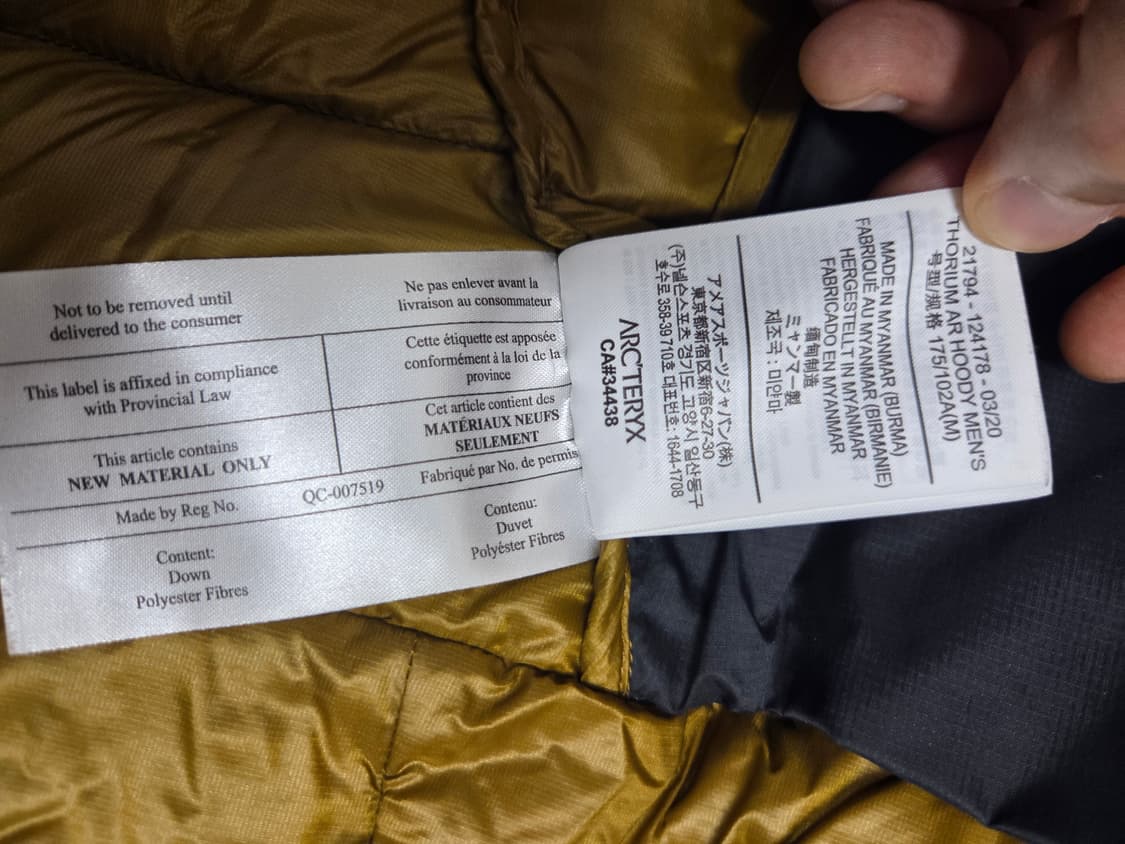 Not to be removed until
delivered to the consumer
Ne pas enlever avant la
livraison au consommateur
This label is affixed in compliance
with Provincial Law
Cette étiquette est apposée
conformément à la loi de la
province
This article contains
NEW MATERIAL ONLY
Cet article contient des
MATÉRIAUX NEUFS
SEULEMENT
Made by Reg No.
QC-007519
Fabriqué par No. de permis
Content:
Down
Polyester Fibres
Contenu:
Duvet
Polyéster Fibres
21794 - 124178 - 03/20
THORIUM AR HOODY MEN'S
号型/规格 175/102A(M)
MADE IN MYANMAR (BURMA)
FABRIQUÉ AU MYANMAR (BIRMANIE)
HERGESTELLT IN MYANMAR
FABRICADO EN MYANMAR
缅甸制造
ミャンマー製
제조국 : 미얀마
アメアスポーツジャパン(株)
東京都新宿区新宿6-27-30
(주)넬슨스포츠 경기도 고양시 일산동구
호수로 358-39 710호 대표번호: 1644-1708
ARC'TERYX
CA#34438